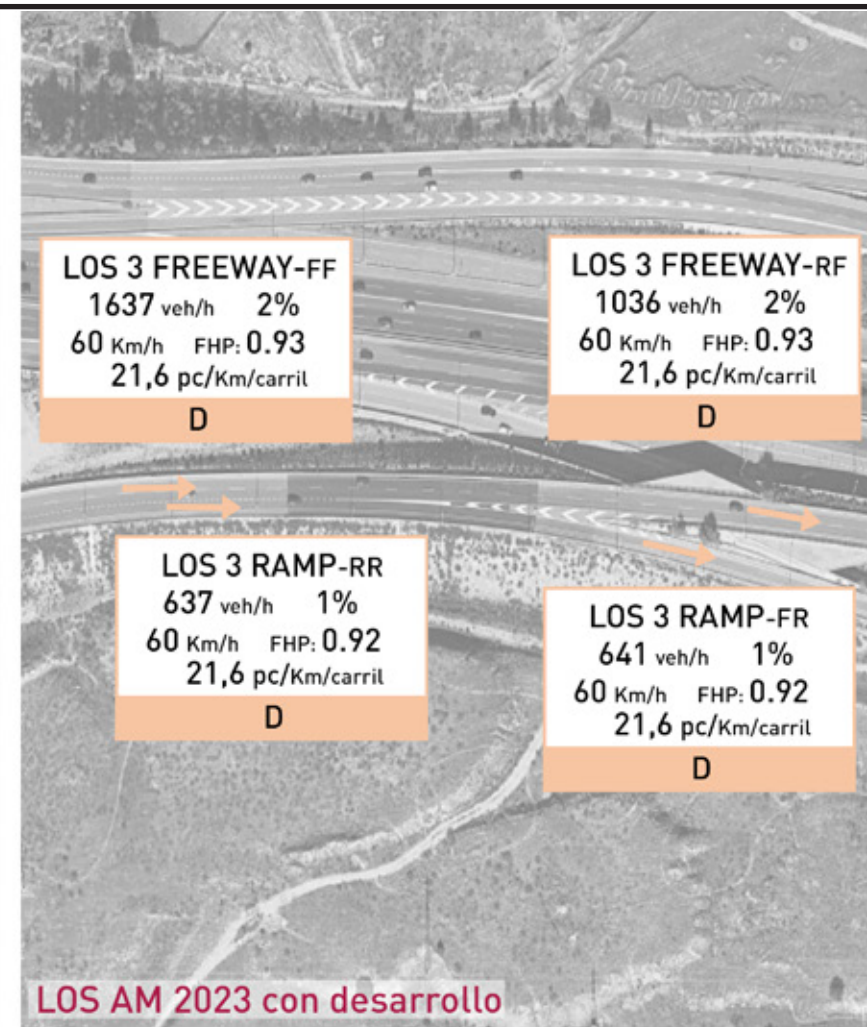 LOS 3 FREEWAY-FF
1637 veh/h 2%
60 Km/h FHP: 0.93
21,6 pc/Km/carril
D
LOS 3 FREEWAY-RF
1036 veh/h 2%
60 Km/h FHP: 0.93
21,6 pc/Km/carril
D
LOS 3 RAMP-RR
637 veh/h 1%
60 Km/h FHP: 0.92
21,6 pc/Km/carril
D
LOS 3 RAMP-FR
641 veh/h 1%
60 Km/h FHP: 0.92
21,6 pc/Km/carril
D
LOS AM 2023 con desarrollo